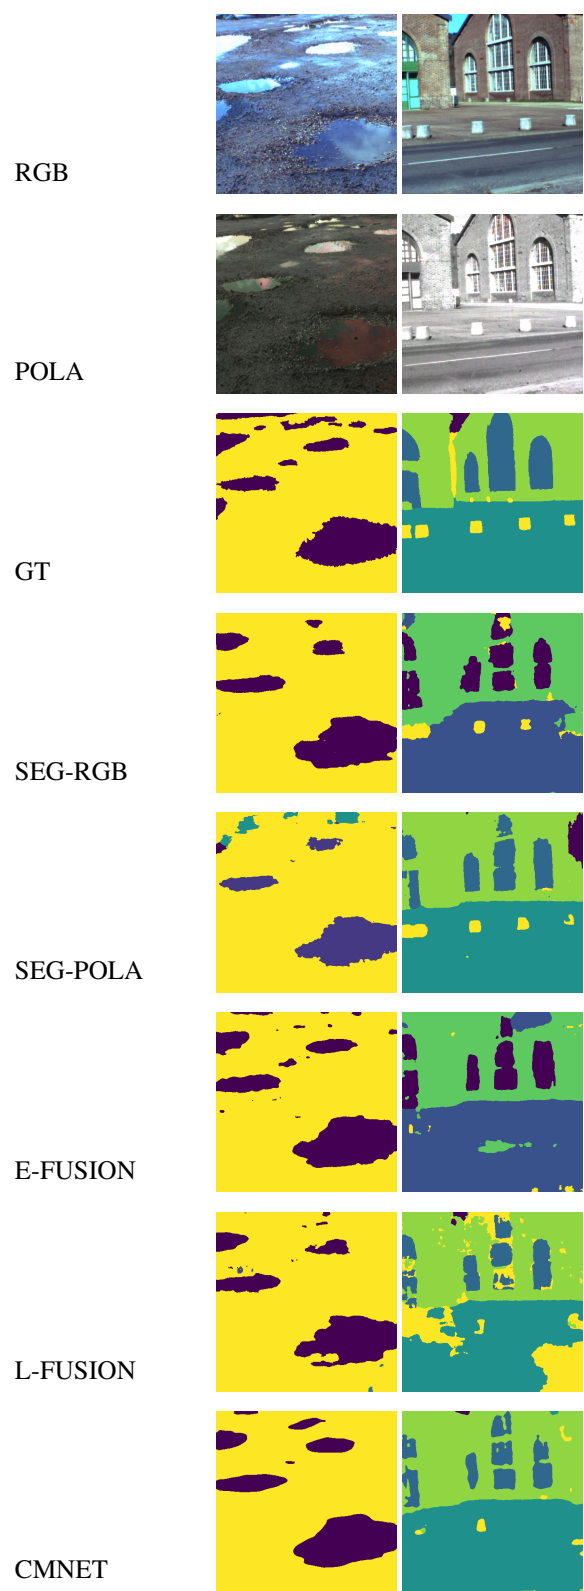 RGB
POLA
GT
SEG-RGB
SEG-POLA
E-FUSION
L-FUSION
CMNET